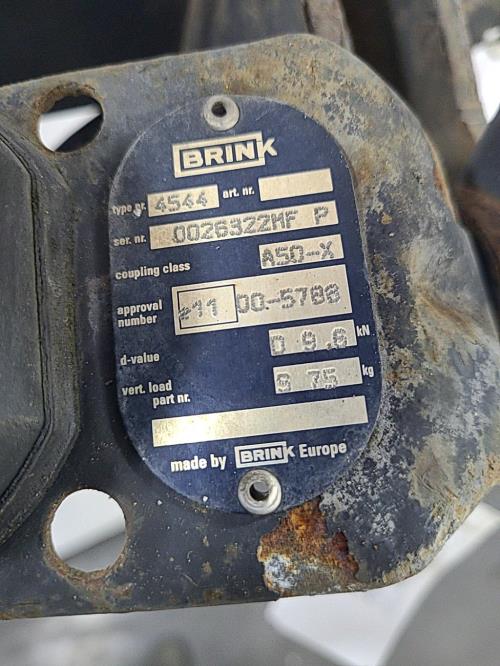 BRINK
type nr. 4544 art. nr.
ser. nr. 0026322MF P
coupling class A50-X
approval number e11 00-5788
d-value D 9.6 kN
vert. load S 75 kg
part nr.
made by BRINK Europe